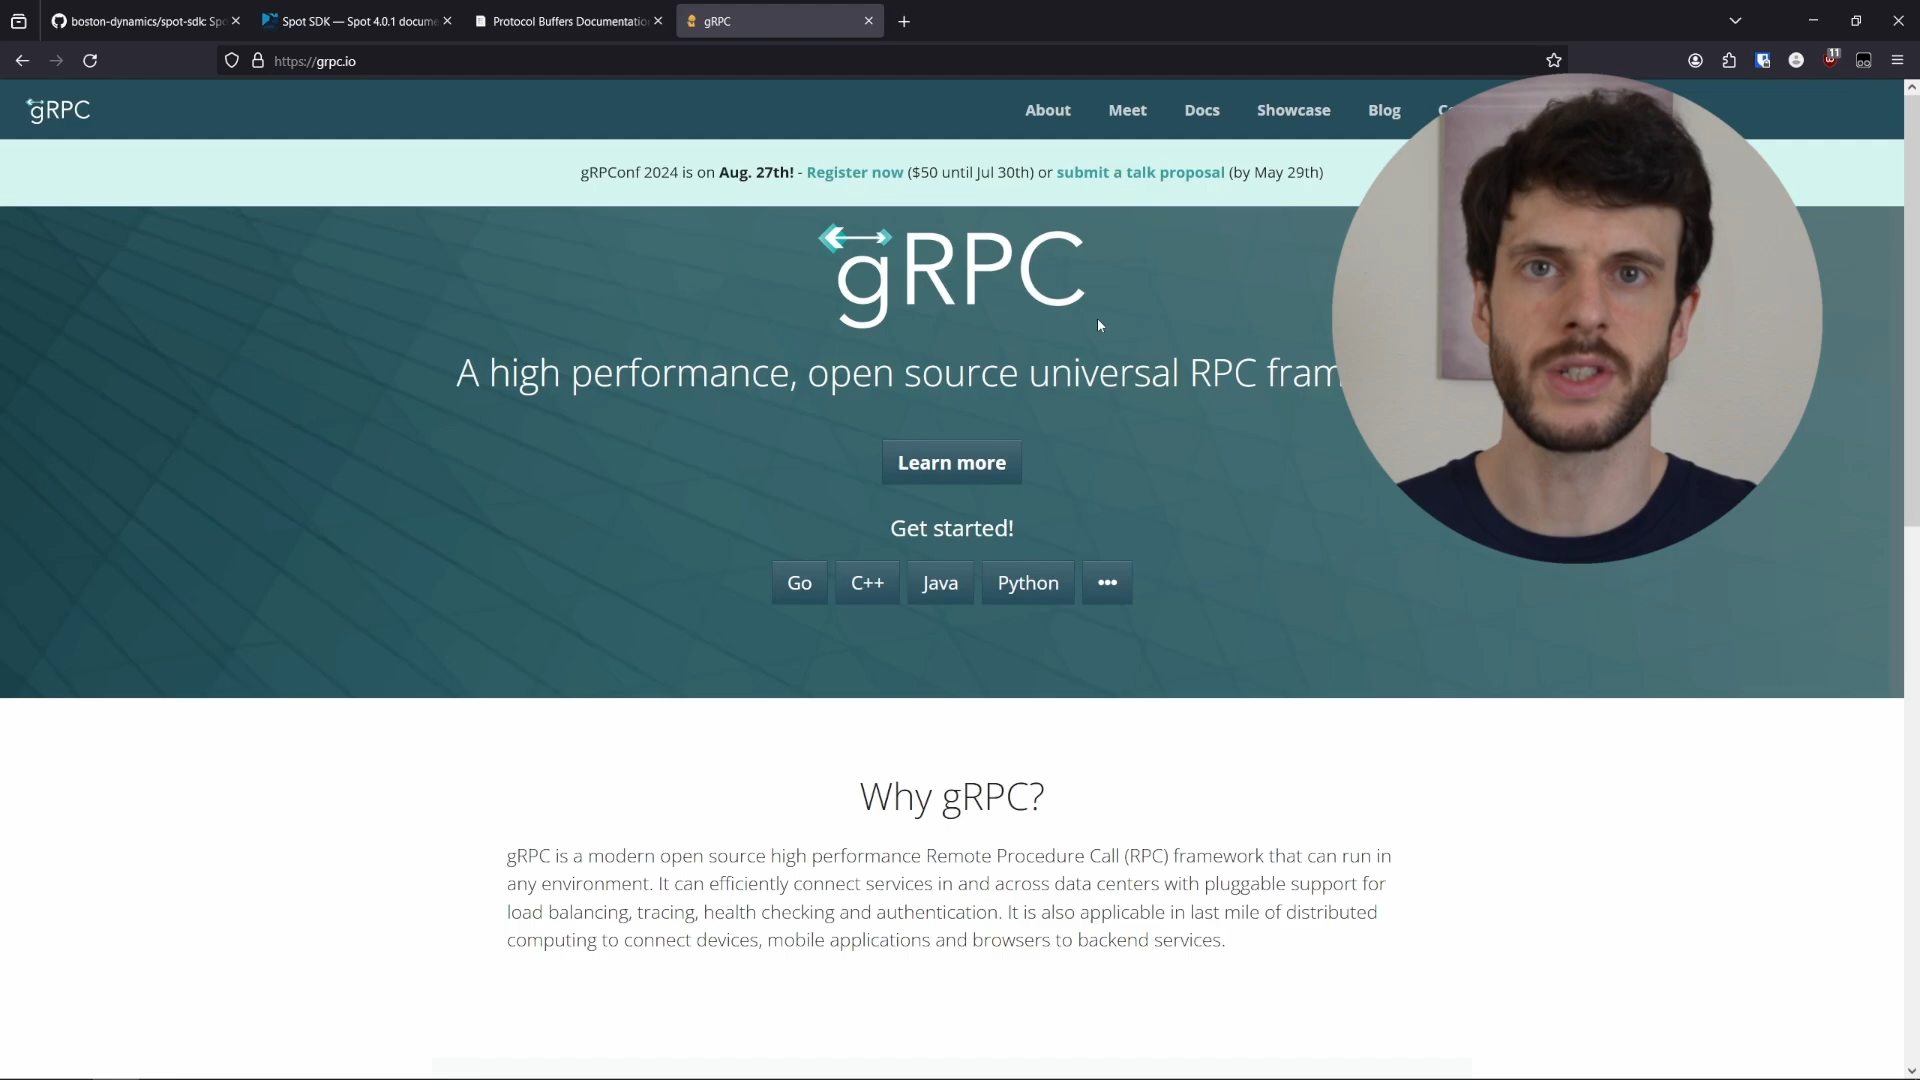 boston-dynamics/spot-sdk: Spo
Spot SDK — Spot 4.0.1 docume
Protocol Buffers Documentatio
gRPC
https://grpc.io
11
gRPC
About
Meet
Docs
Showcase
Blog
gRPConf 2024 is on Aug. 27th! - Register now ($50 until Jul 30th) or submit a talk proposal (by May 29th)
gRPC
A high performance, open source universal RPC fram
Learn more
Get started!
Go
C++
Java
Python
•••
Why gRPC?
gRPC is a modern open source high performance Remote Procedure Call (RPC) framework that can run in
any environment. It can efficiently connect services in and across data centers with pluggable support for
load balancing, tracing, health checking and authentication. It is also applicable in last mile of distributed
computing to connect devices, mobile applications and browsers to backend services.